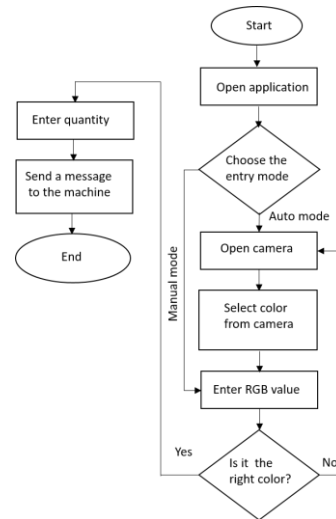 Start
Open application
Choose the
entry mode
Auto mode
Manual mode
Open camera
Select color
from camera
Enter RGB value
Is it the
right color?
Yes
No
Enter quantity
Send a message
to the machine
End